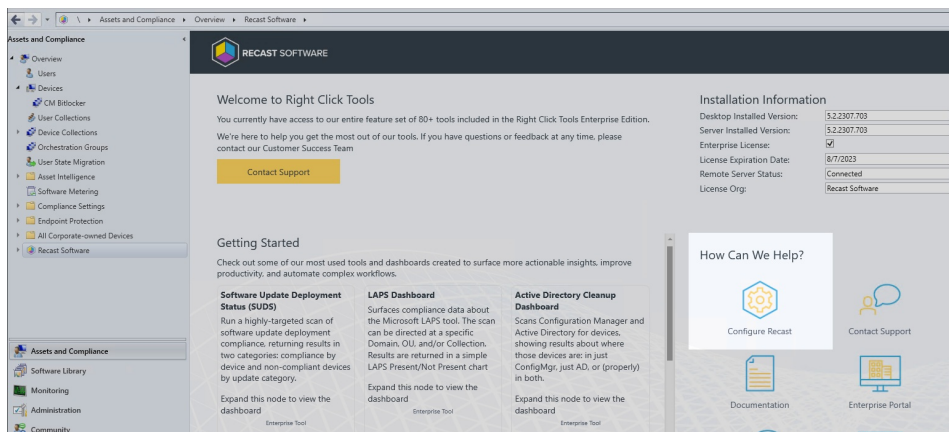 \ Assets and Compliance Overview Recast Software
Assets and Compliance
Overview
Users
Devices
CM Bitlocker
User Collections
Device Collections
Orchestration Groups
User State Migration
Asset Intelligence
Software Metering
Compliance Settings
Endpoint Protection
All Corporate-owned Devices
Recast Software
Assets and Compliance
Software Library
Monitoring
Administration
Community
RECAST SOFTWARE
Welcome to Right Click Tools
You currently have access to our entire feature set of 80+ tools included in the Right Click Tools Enterprise Edition.
We're here to help you get the most out of our tools. If you have questions or feedback at any time, please
contact our Customer Success Team
Contact Support
Installation Information
Desktop Installed Version: 5.2.2307.703
Server Installed Version: 5.2.2307.703
Enterprise License:
License Expiration Date: 8/7/2023
Remote Server Status: Connected
License Org: Recast Software
Getting Started
Check out some of our most used tools and dashboards created to surface more actionable insights, improve
productivity, and automate complex workflows.
Software Update Deployment
Status (SUDS)
Run a highly-targeted scan of
software update deployment
compliance, returning results in
two categories: compliance by
device and non-compliant devices
by update category.
Expand this node to view the
dashboard
Enterprise Tool
LAPS Dashboard
Surfaces compliance data about
the Microsoft LAPS tool. The scan
can be directed at a specific
Domain, OU, and/or Collection.
Results are returned in a simple
LAPS Present/Not Present chart
Expand this node to view the
dashboard
Enterprise Tool
Active Directory Cleanup
Dashboard
Scans Configuration Manager and
Active Directory for devices,
showing results about where
those devices are: in just
ConfigMgr, just AD, or (properly)
in both.
Expand this node to view the
dashboard
Enterprise Tool
How Can We Help?
Configure Recast
Contact Support
Documentation
Enterprise Portal